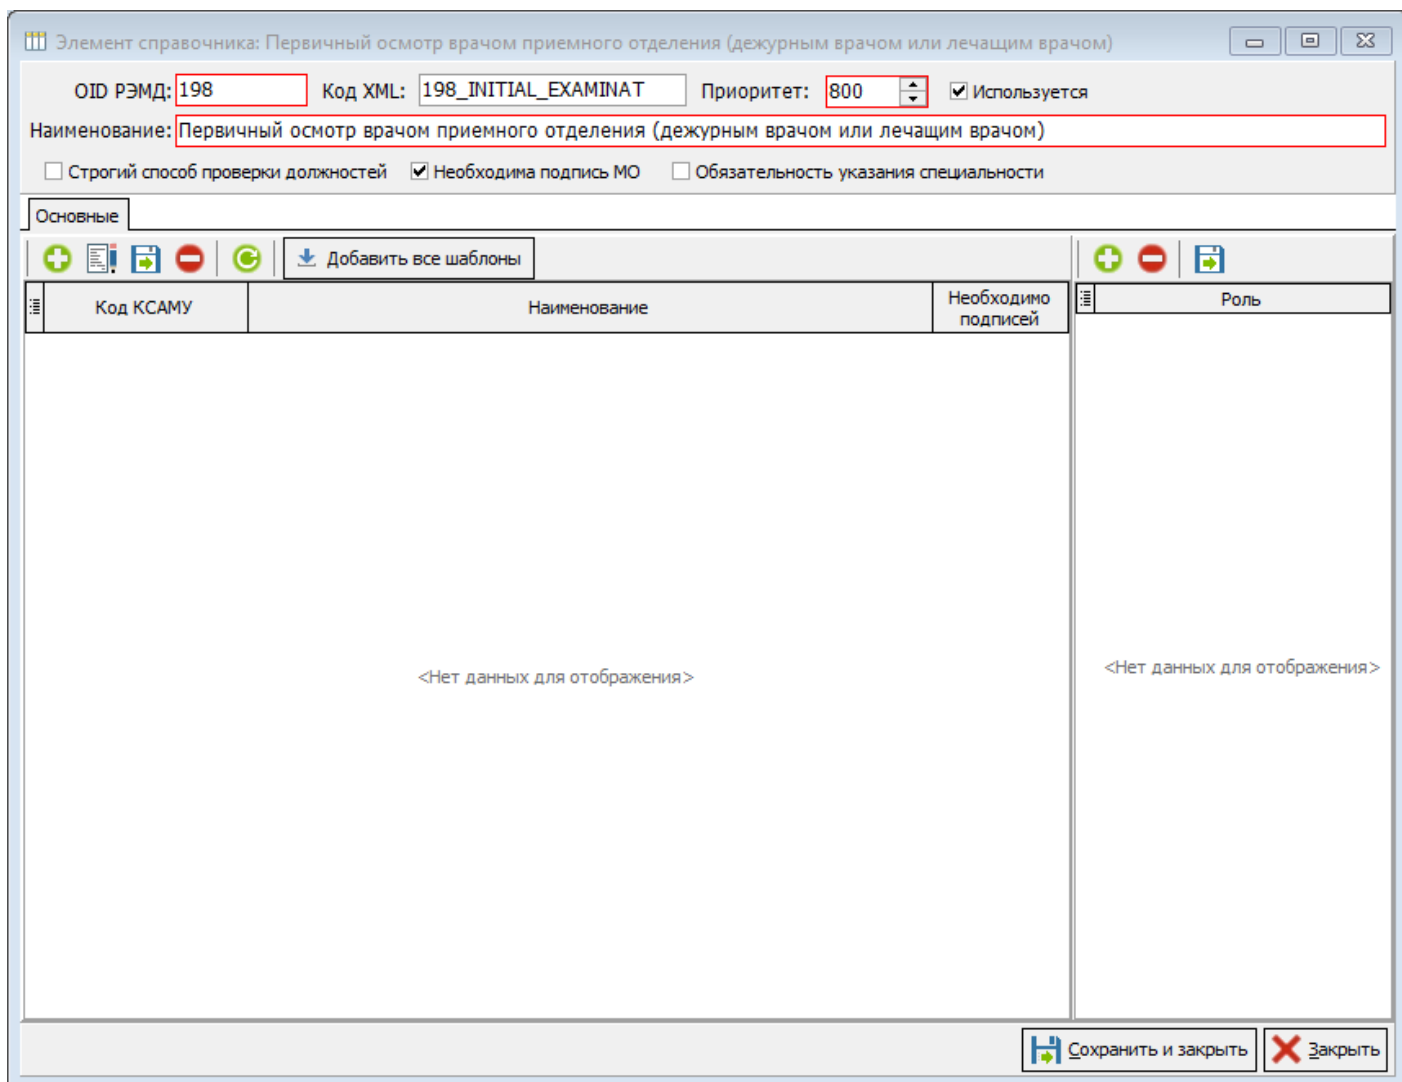 Элемент справочника: Первичный осмотр врачом приемного отделения (дежурным врачом или лечащим врачом)
OID РЭМД: 198 Код XML: 198_INITIAL_EXAMINAT Приоритет: 800 Используется
Наименование: Первичный осмотр врачом приемного отделения (дежурным врачом или лечащим врачом)
Строгий способ проверки должностей Необходима подпись МО Обязательность указания специальности
Основные
Добавить все шаблоны
Код КСАМУ Наименование Необходимо подписей Роль
<Нет данных для отображения> <Нет данных для отображения>
Сохранить и закрыть Закрыть